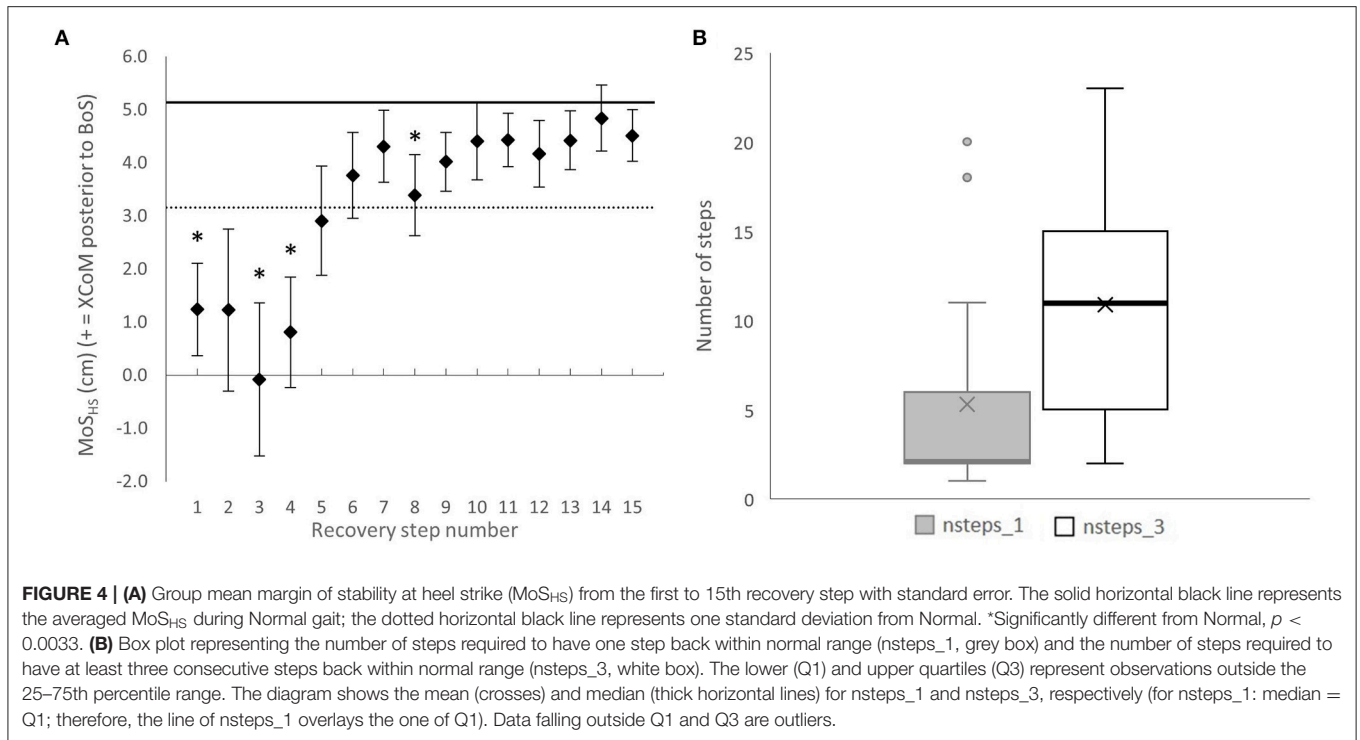 A
6.0
5.0
4.0
3.0
2.0
1.0
0.0
-1.0
-2.0
MoSHS (cm) (+ = XCoM posterior to BoS)
* * * * *
1 2 3 4 5 6 7 8 9 10 11 12 13 14 15
Recovery step number
B
25
20
15
10
5
0
Number of steps
nsteps_1 nsteps_3
FIGURE 4 | (A) Group mean margin of stability at heel strike (MoSHS) from the first to 15th recovery step with standard error. The solid horizontal black line represents
the averaged MoSHS during Normal gait; the dotted horizontal black line represents one standard deviation from Normal. *Significantly different from Normal, p <
0.0033. (B) Box plot representing the number of steps required to have one step back within normal range (nsteps_1, grey box) and the number of steps required to
have at least three consecutive steps back within normal range (nsteps_3, white box). The lower (Q1) and upper quartiles (Q3) represent observations outside the
25–75th percentile range. The diagram shows the mean (crosses) and median (thick horizontal lines) for nsteps_1 and nsteps_3, respectively (for nsteps_1: median =
Q1; therefore, the line of nsteps_1 overlays the one of Q1). Data falling outside Q1 and Q3 are outliers.